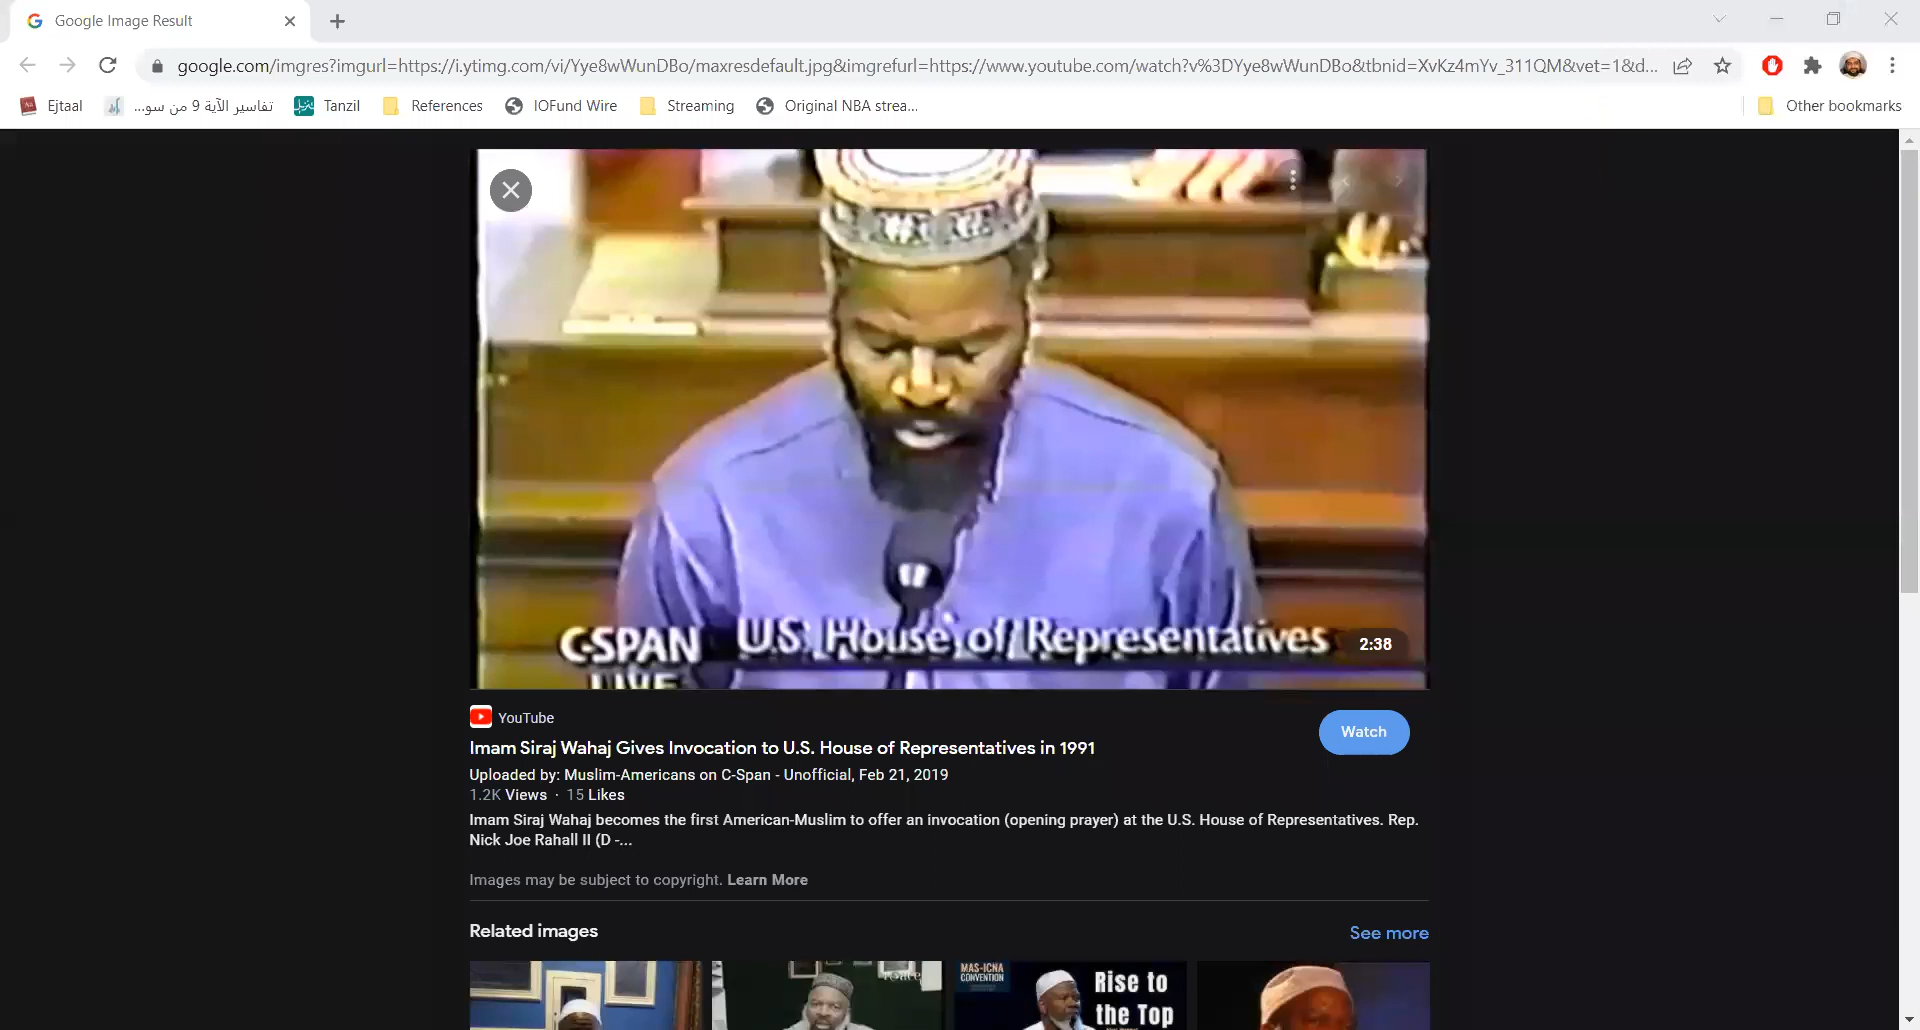 Google Image Result
google.com/imgres?imgurl=https://i.ytimg.com/vi/Yye8wWunDBo/maxresdefault.jpg&imgrefurl=https://www.youtube.com/watch?v%3DYye8wWunDBo&tbnid=XvKz4mYv_311QM&vet=1&d...
Ejtaal
تفاسير الآية 9 من سو...
Tanzil
References
IOFund Wire
Streaming
Original NBA strea...
Other bookmarks
C-SPAN U.S. House of Representatives
LIVE
2:38
YouTube
Watch
Imam Siraj Wahaj Gives Invocation to U.S. House of Representatives in 1991
Uploaded by: Muslim-Americans on C-Span - Unofficial, Feb 21, 2019
1.2K Views · 15 Likes
Imam Siraj Wahaj becomes the first American-Muslim to offer an invocation (opening prayer) at the U.S. House of Representatives. Rep.
Nick Joe Rahall II (D -...
Images may be subject to copyright. Learn More
Related images
See more
MAS-ICNA
CONVENTION
Rise to
the Top